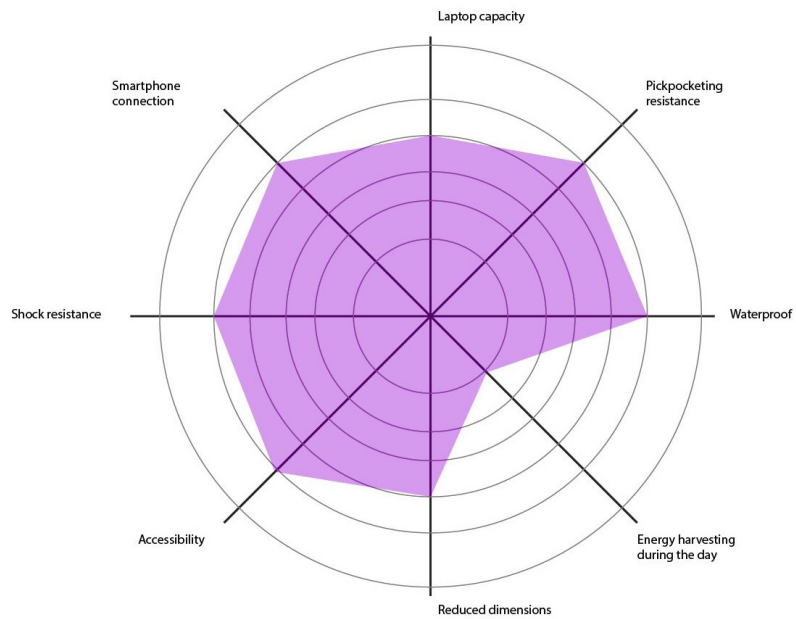 Laptop capacity
Smartphone
connection
Pickpocketing
resistance
Shock resistance
Waterproof
Accessibility
Energy harvesting
during the day
Reduced dimensions